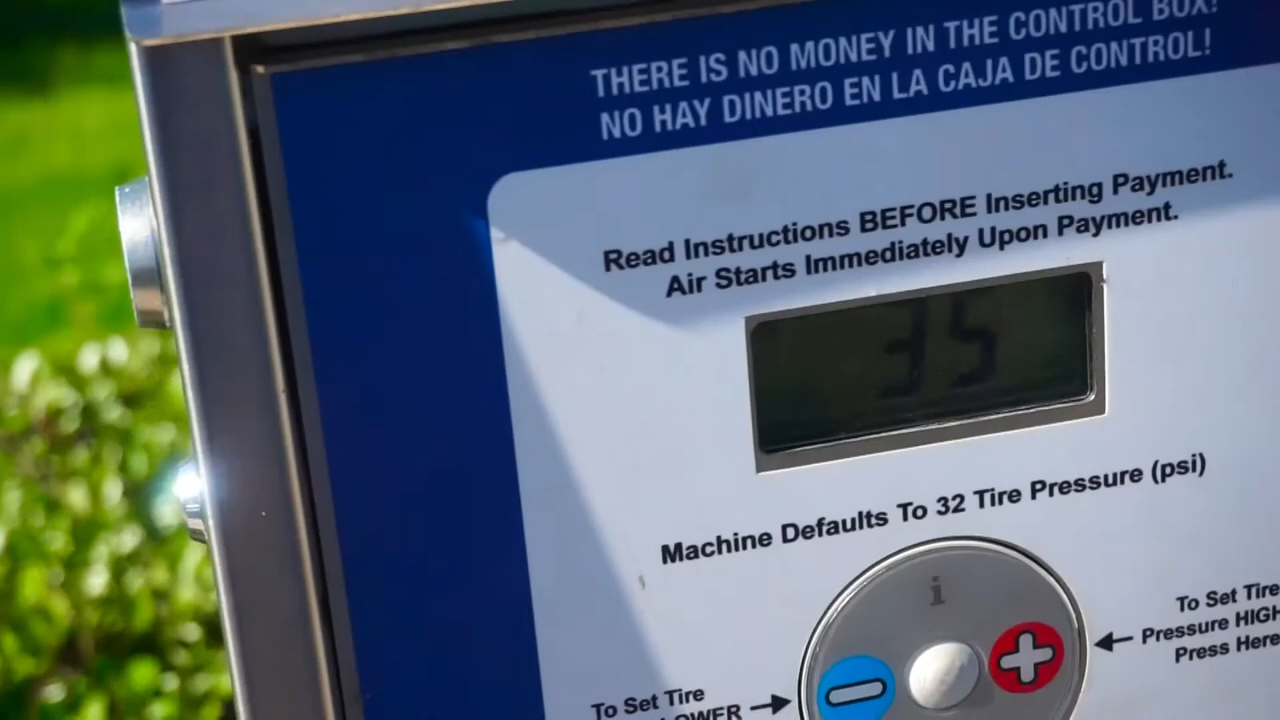 THERE IS NO MONEY IN THE CONTROL BOX!
NO HAY DINERO EN LA CAJA DE CONTROL!
Read Instructions BEFORE Inserting Payment.
Air Starts Immediately Upon Payment.
35
Machine Defaults To 32 Tire Pressure (psi)
i
To Set Tire
Pressure HIGH
Press Here
To Set Tire
LOWER